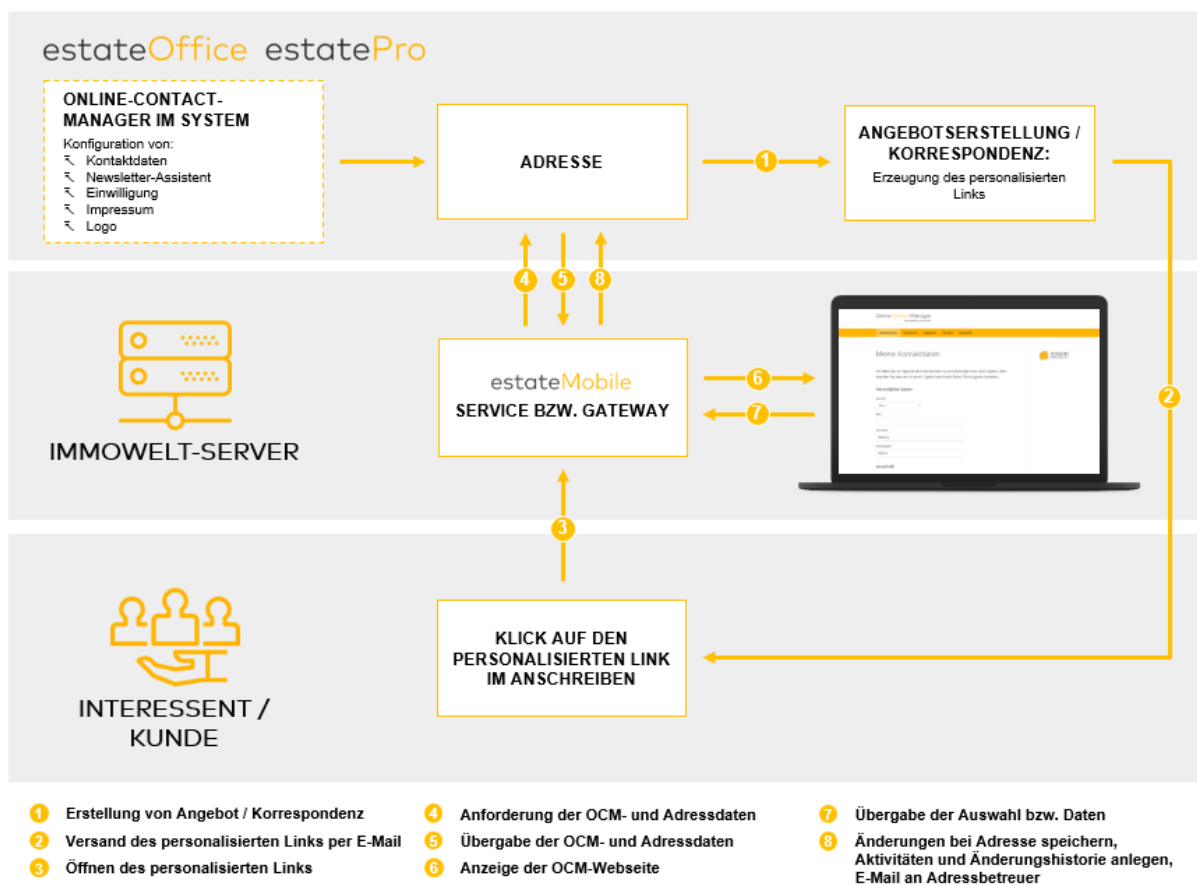 estateOffice estatePro
ONLINE-CONTACT-
MANAGER IM SYSTEM
Konfiguration von:
Kontaktdaten
Newsletter-Assistent
Einwilligung
Impressum
Logo
ADRESSE
1
ANGEBOTSERSTELLUNG /
KORRESPONDENZ:
Erzeugung des personalisierten
Links
4
5
8
IMMOWELT-SERVER
estateMobile
SERVICE BZW. GATEWAY
6
7
Meine Kontaktdaten
2
3
INTERESSENT /
KUNDE
KLICK AUF DEN
PERSONALISIERTEN LINK
IM ANSCHREIBEN
1 Erstellung von Angebot / Korrespondenz
2 Versand des personalisierten Links per E-Mail
3 Öffnen des personalisierten Links
4 Anforderung der OCM- und Adressdaten
5 Übergabe der OCM- und Adressdaten
6 Anzeige der OCM-Webseite
7 Übergabe der Auswahl bzw. Daten
8 Änderungen bei Adresse speichern,
Aktivitäten und Änderungshistorie anlegen,
E-Mail an Adressbetreuer